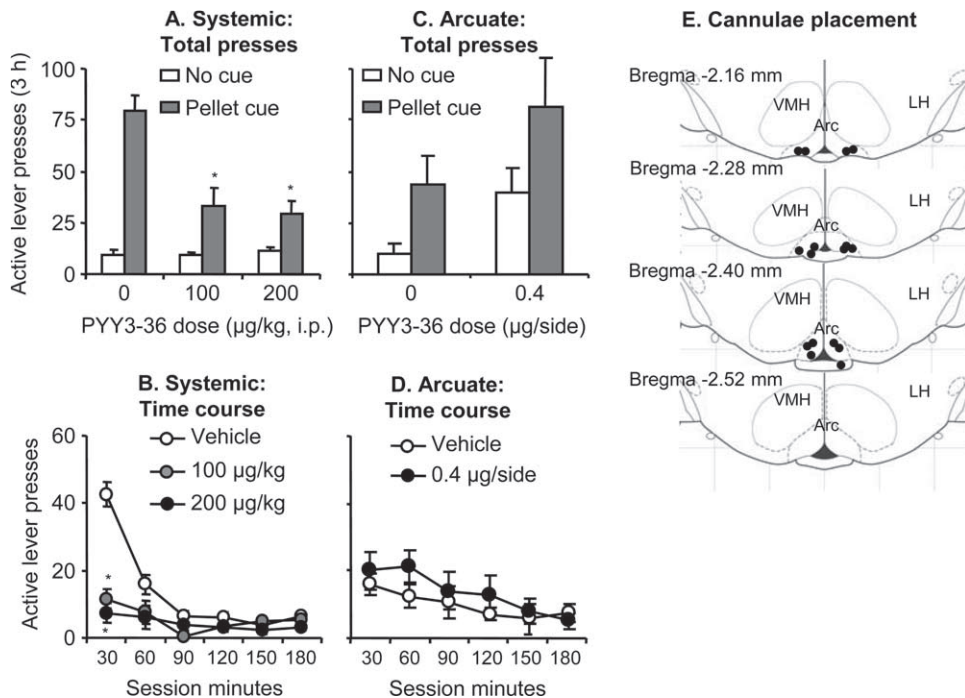 A. Systemic:
Total presses
No cue
Pellet cue
Active lever presses (3 h)
100
75
50
25
0
*
*
0
100
200
PYY3-36 dose (µg/kg, i.p.)
C. Arcuate:
Total presses
No cue
Pellet cue
0
0.4
PYY3-36 dose (µg/side)
B. Systemic:
Time course
Vehicle
100 µg/kg
200 µg/kg
Active lever presses
60
40
20
0
*
*
30
60
90
120
150
180
Session minutes
D. Arcuate:
Time course
Vehicle
0.4 µg/side
30
60
90
120
150
180
Session minutes
E. Cannulae placement
Bregma -2.16 mm
VMH
LH
Arc
Bregma -2.28 mm
VMH
LH
Arc
Bregma -2.40 mm
VMH
LH
Arc
Bregma -2.52 mm
VMH
LH
Arc